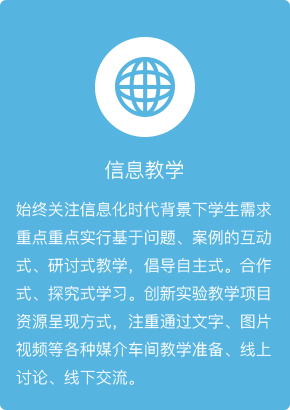 信息教学
始终关注信息化时代背景下学生需求
重点重点实行基于问题、案例的互动
式、研讨式教学，倡导自主式。合作
式、探究式学习。创新实验教学项目
资源呈现方式，注重通过文字、图片
视频等各种媒介车间教学准备、线上
讨论、线下交流。